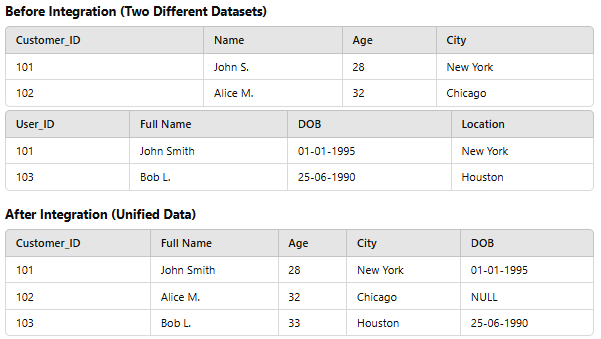 Before Integration (Two Different Datasets)
Customer_ID Name Age City
101 John S. 28 New York
102 Alice M. 32 Chicago
User_ID Full Name DOB Location
101 John Smith 01-01-1995 New York
103 Bob L. 25-06-1990 Houston
After Integration (Unified Data)
Customer_ID Full Name Age City DOB
101 John Smith 28 New York 01-01-1995
102 Alice M. 32 Chicago NULL
103 Bob L. 33 Houston 25-06-1990